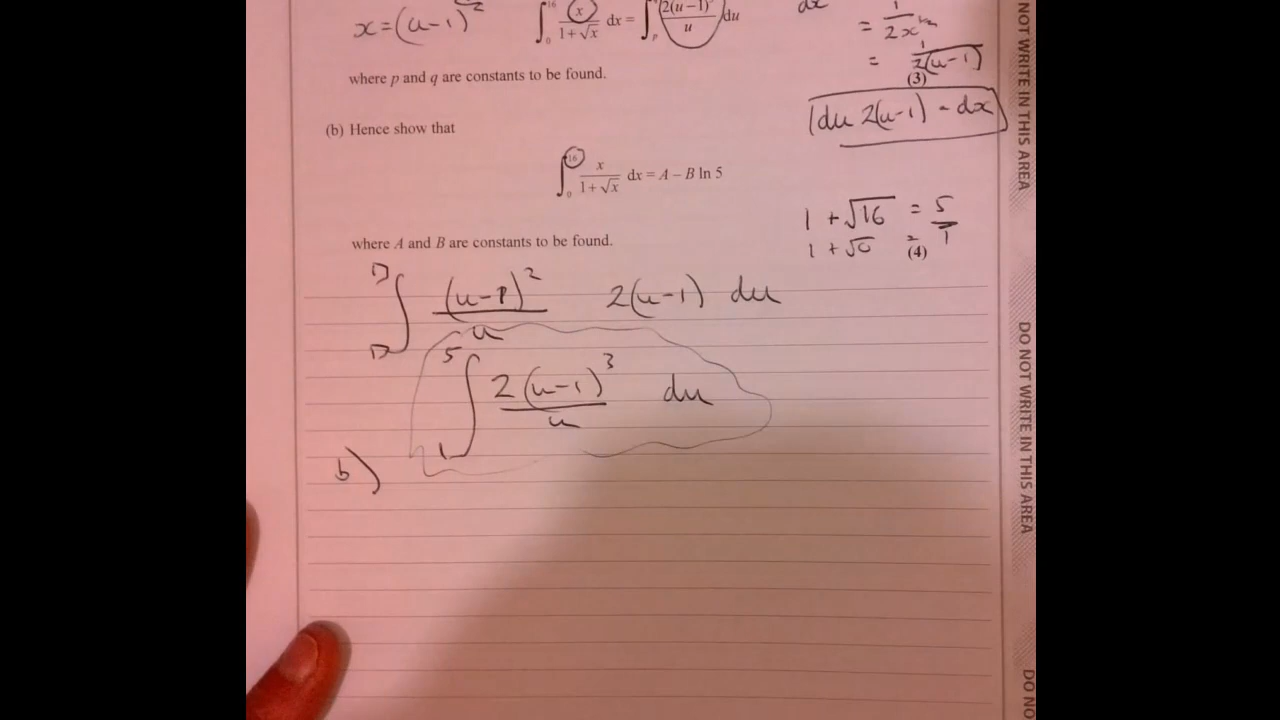 x = (u-1)²
∫₀¹⁶ x/(1+√x) dx = ∫ₚ 2(u-1)/u du
dx
= 1/2x
= 1/2(u-1)
where p and q are constants to be found.
(3)
du 2(u-1) = dx
(b) Hence show that
∫₀¹⁶ x/(1+√x) dx = A – B ln 5
1 + √16 = 5
1 + √0 = 1
where A and B are constants to be found.
(4)
∫ (u-1)²/u 2(u-1) du
∫₁⁵ 2(u-1)³/u du
b)
NOT WRITE IN THIS AREA
DO NOT WRITE IN THIS AREA
DO NO